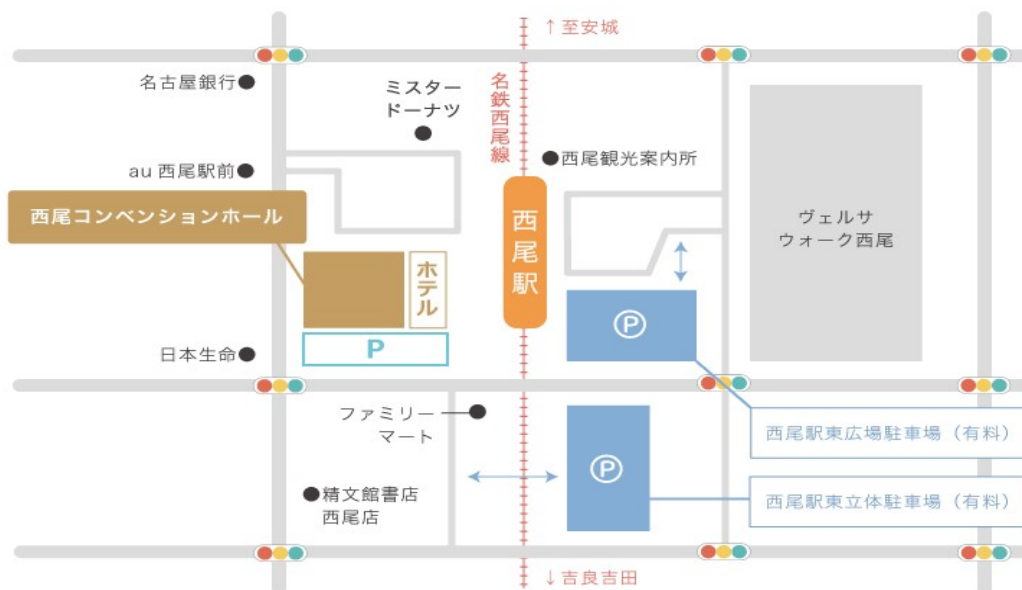 ↑至安城
名古屋銀行
ミスター
ドーナツ
名鉄西尾線
西尾観光案内所
au 西尾駅前
西尾コンベンションホール
西尾駅
ヴェルサ
ウォーク西尾
ホテル
P
P
日本生命
ファミリー
マート
西尾駅東広場駐車場（有料）
P
精文館書店
西尾店
西尾駅東立体駐車場（有料）
↓吉良吉田